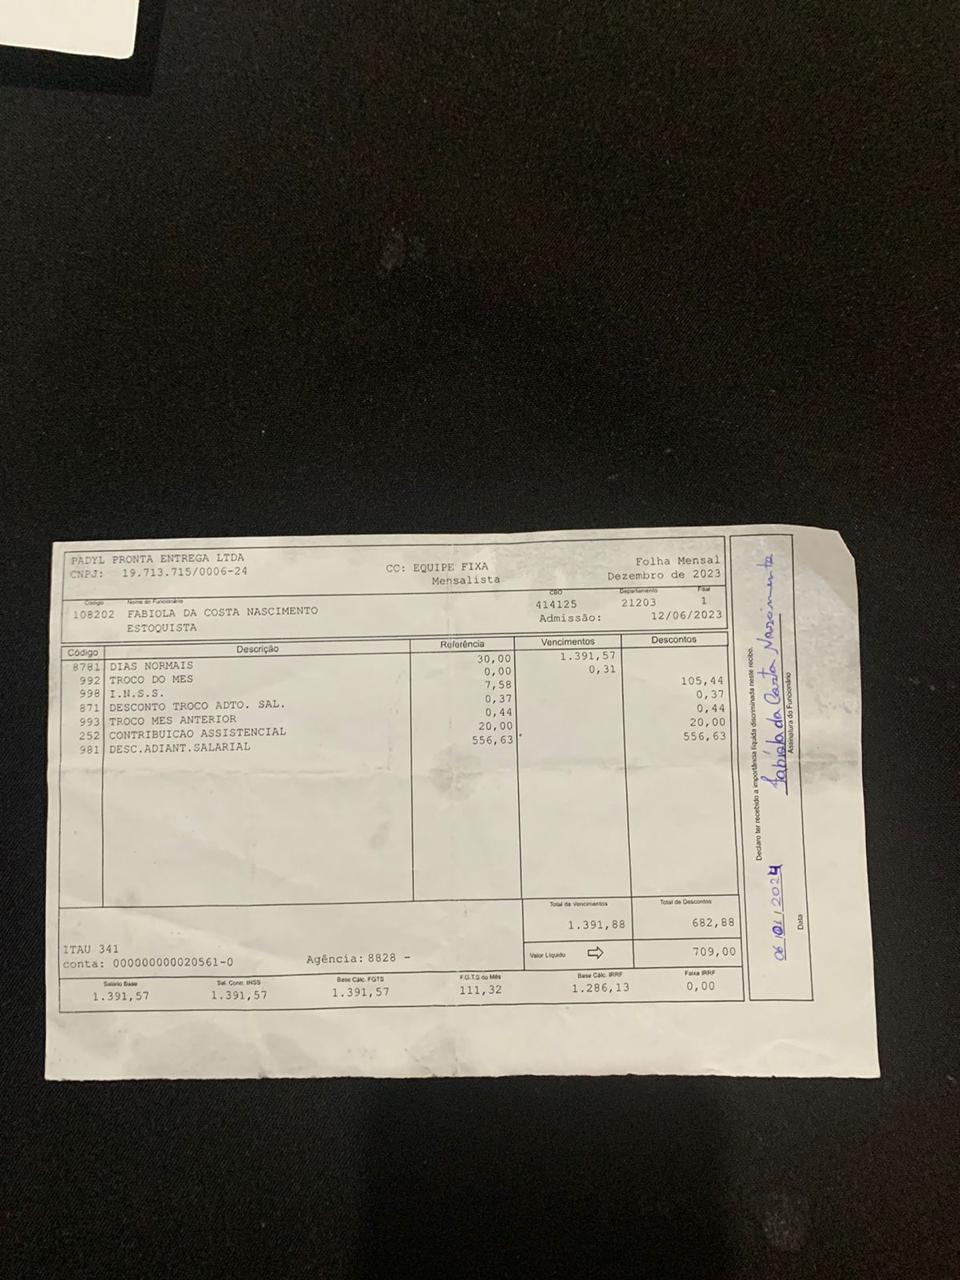 PADYL PRONTA ENTREGA LTDA
CNPJ: 19.713.715/0006-24
CC: EQUIPE FIXA
Mensalista
Folha Mensal
Dezembro de 2023
Código Nome do Funcionário CBO Departamento Filial
108202 FABIOLA DA COSTA NASCIMENTO 414125 21203 1
ESTOQUISTA Admissão: 12/06/2023
Código Descrição Referência Vencimentos Descontos
8781 DIAS NORMAIS 30,00 1.391,57
992 TROCO DO MES 0,00 0,31
998 I.N.S.S. 7,58 105,44
871 DESCONTO TROCO ADTO. SAL. 0,37 0,37
993 TROCO MES ANTERIOR 0,44 0,44
252 CONTRIBUICAO ASSISTENCIAL 20,00 20,00
981 DESC.ADIANT.SALARIAL 556,63 556,63
Total de Vencimentos Total de Descontos
1.391,88 682,88
ITAU 341
conta: 000000000020561-0 Agência: 8828 -
Valor Líquido 709,00
Salário Base Sal. Contr. INSS Base Cálc. FGTS F.G.T.S do Mês Base Cálc. IRRF Faixa IRRF
1.391,57 1.391,57 1.391,57 111,32 1.286,13 0,00
Declaro ter recebido a importância líquida discriminada neste recibo.
06/01/2024 Fabiola da Costa Nascimento
Data Assinatura do Funcionário